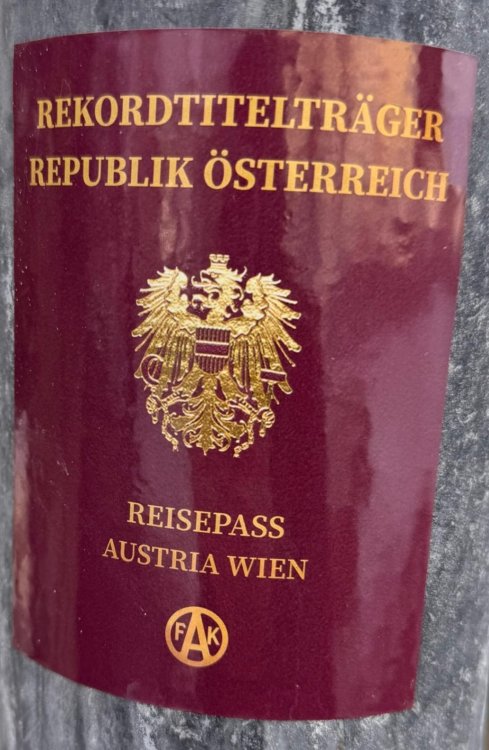 REKORDTITELTRÄGER
REPUBLIK ÖSTERREICH
REISEPASS
AUSTRIA WIEN
FAK